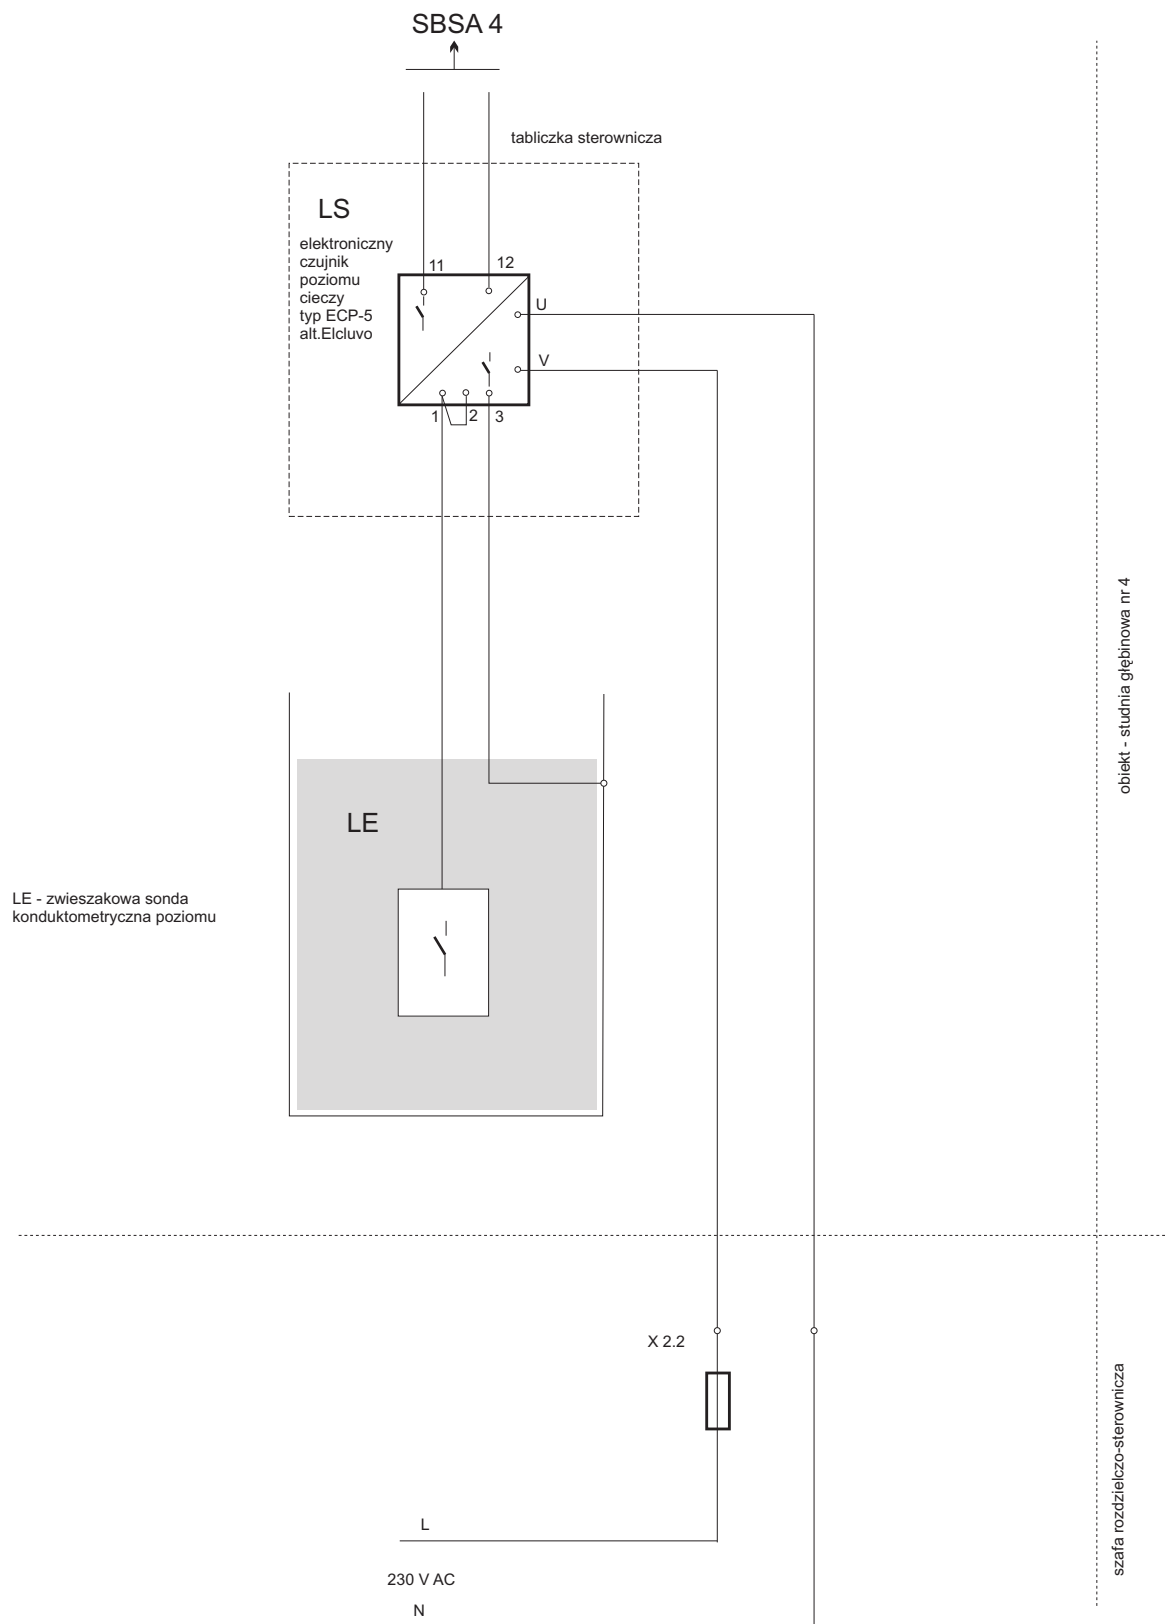 SBSA 4
tabliczka sterownicza
LS
elektroniczny
czujnik
poziomu
cieczy
typ ECP-5
alt.Elcluvo
11
12
U
V
1
2
3
LE
LE - zwieszakowa sonda
konduktometryczna poziomu
obiekt - studnia głębinowa nr 4
X 2.2
szafa rozdzielczo-sterownicza
L
230 V AC
N